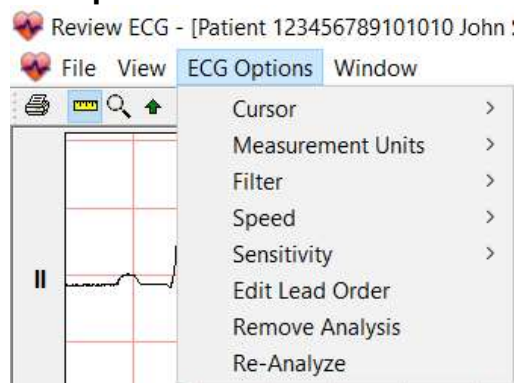 Review ECG - [Patient 123456789101010 John
File View ECG Options Window
Cursor
Measurement Units
Filter
Speed
Sensitivity
II
Edit Lead Order
Remove Analysis
Re-Analyze